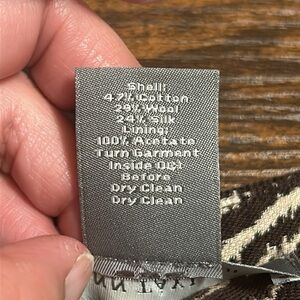 Shell:
47% Cotton
29% Wool
24% Silk
Lining:
100% Acetate
Turn Garment
Inside Out
Before
Dry Clean
Dry Clean